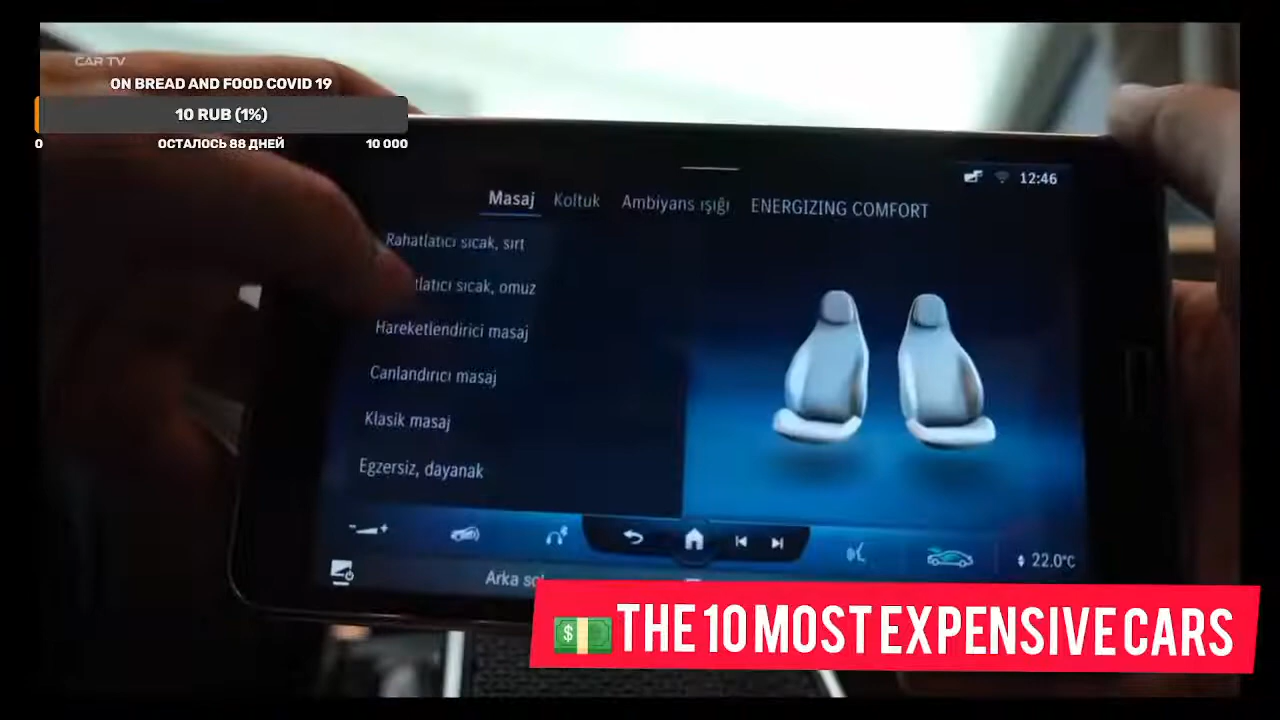 CAR TV
ON BREAD AND FOOD COVID 19
10 RUB (1%)
0 ОСТАЛОСЬ 88 ДНЕЙ 10 000
12:46
Masaj Koltuk Ambiyans ışığı ENERGIZING COMFORT
Rahatlatıcı sıcak, sırt
tlatıcı sıcak, omuz
Hareketlendirici masaj
Canlandırıcı masaj
Klasik masaj
Egzersiz, dayanak
22.0°C
Arka sol
THE 10 MOST EXPENSIVE CARS